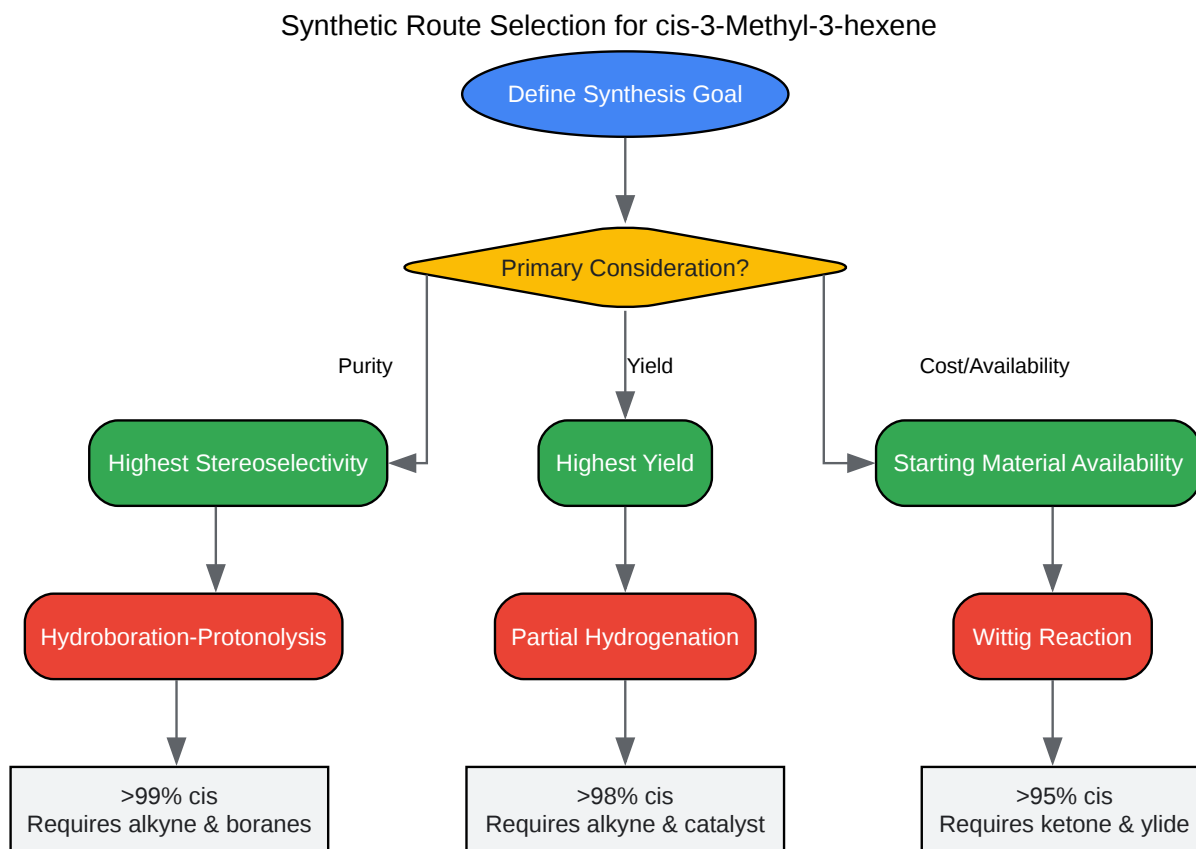 Synthetic Route Selection for cis-3-Methyl-3-hexene
Define Synthesis Goal
Primary Consideration?
Purity
Yield
Cost/Availability
Highest Stereoselectivity
Highest Yield
Starting Material Availability
Hydroboration-Protonolysis
Partial Hydrogenation
Wittig Reaction
>99% cis
Requires alkyne & boranes
>98% cis
Requires alkyne & catalyst
>95% cis
Requires ketone & ylide